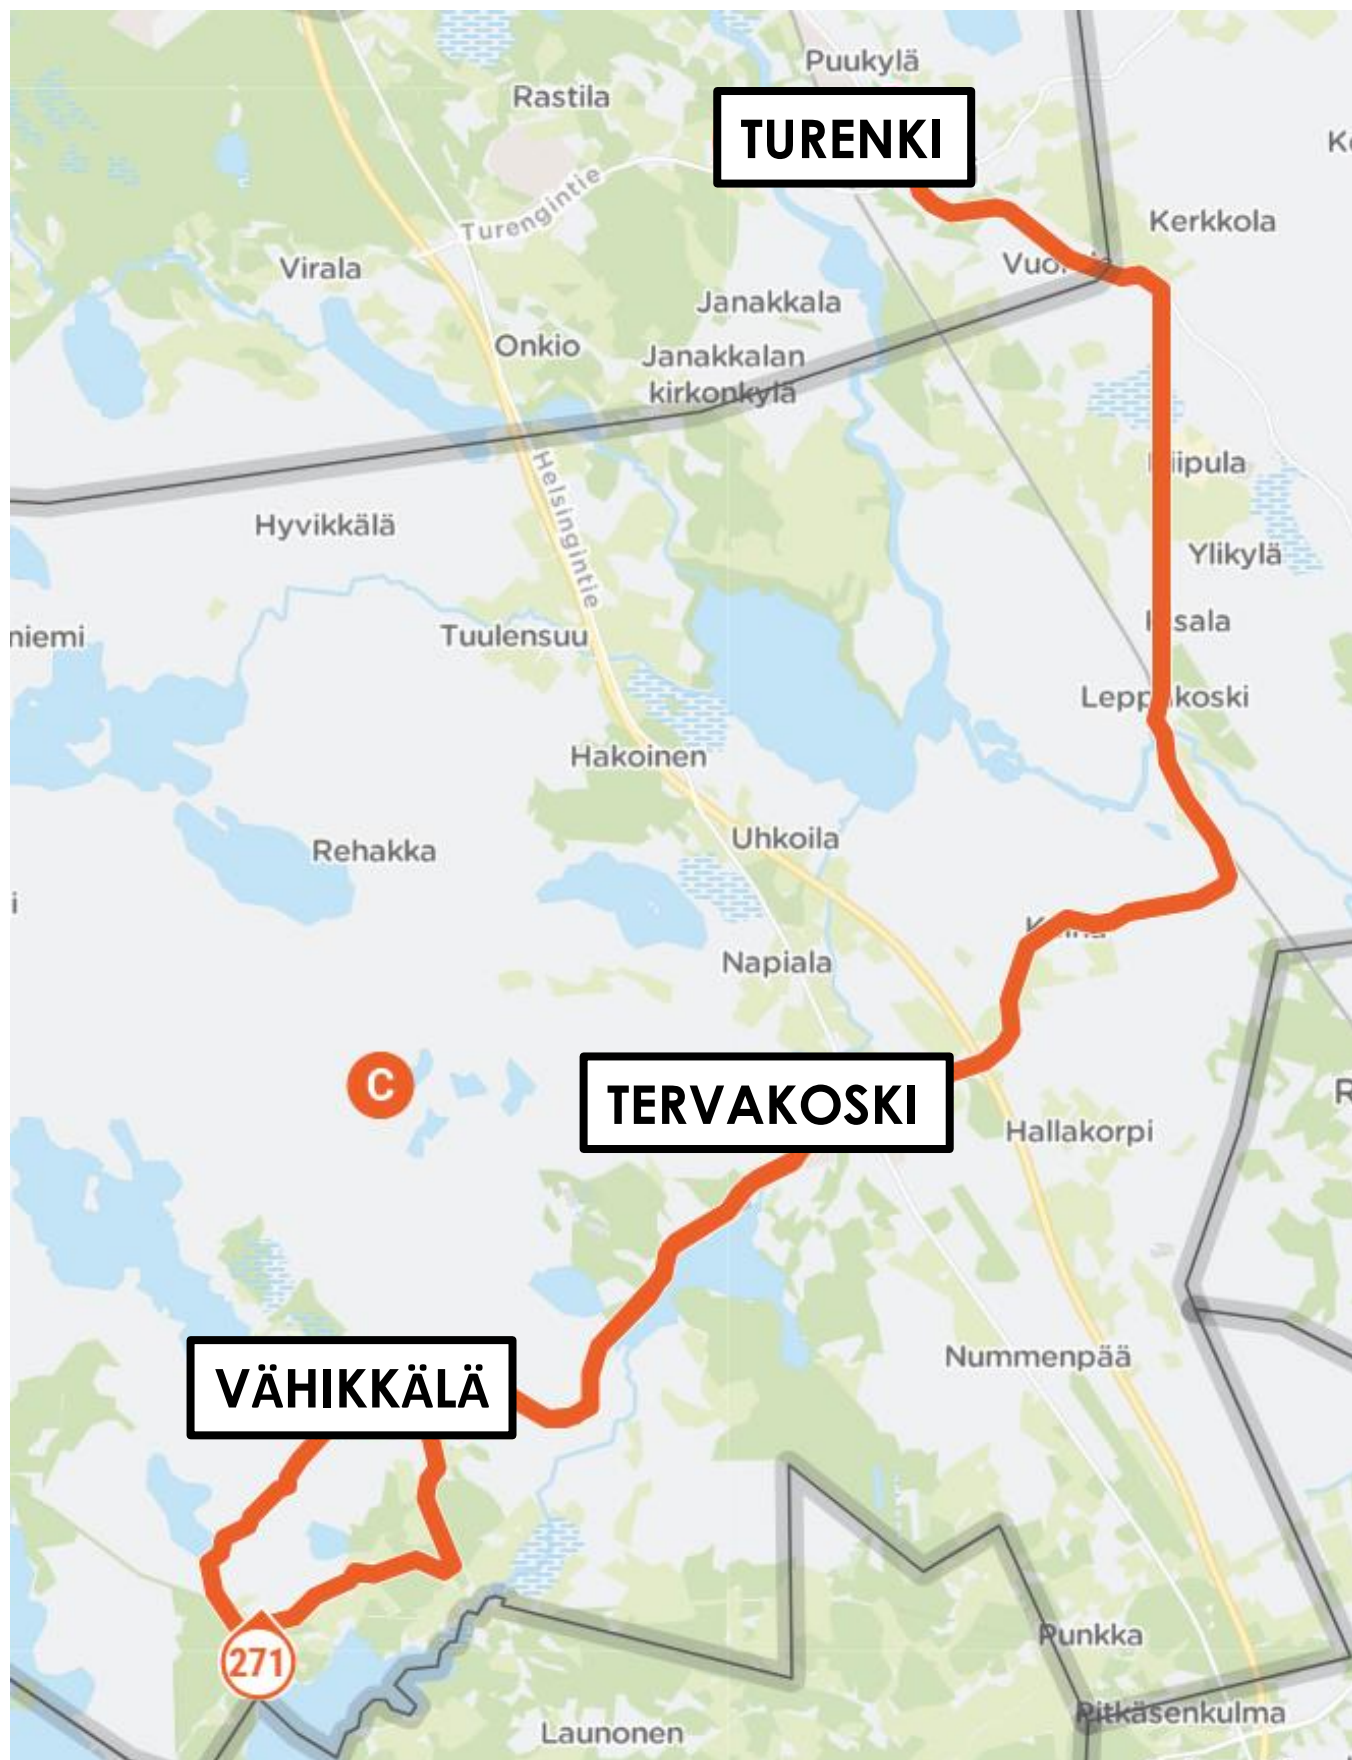 Puukylä
Rastila
TURENKI
Turengintie
Kerkkola
Virala
Janakkala
Onkio
Janakkalan
kirkonkylä
Helsingintie
Hyvikkälä
Ylikylä
niemi
Tuulensuu
Hakoinen
Uhkoila
Rehakka
i
Napiala
C
TERVAKOSKI
R
Hallakorpi
Nummenpää
VÄHIKKÄLÄ
Punkka
271
Pitkäsenkulma
Launonen